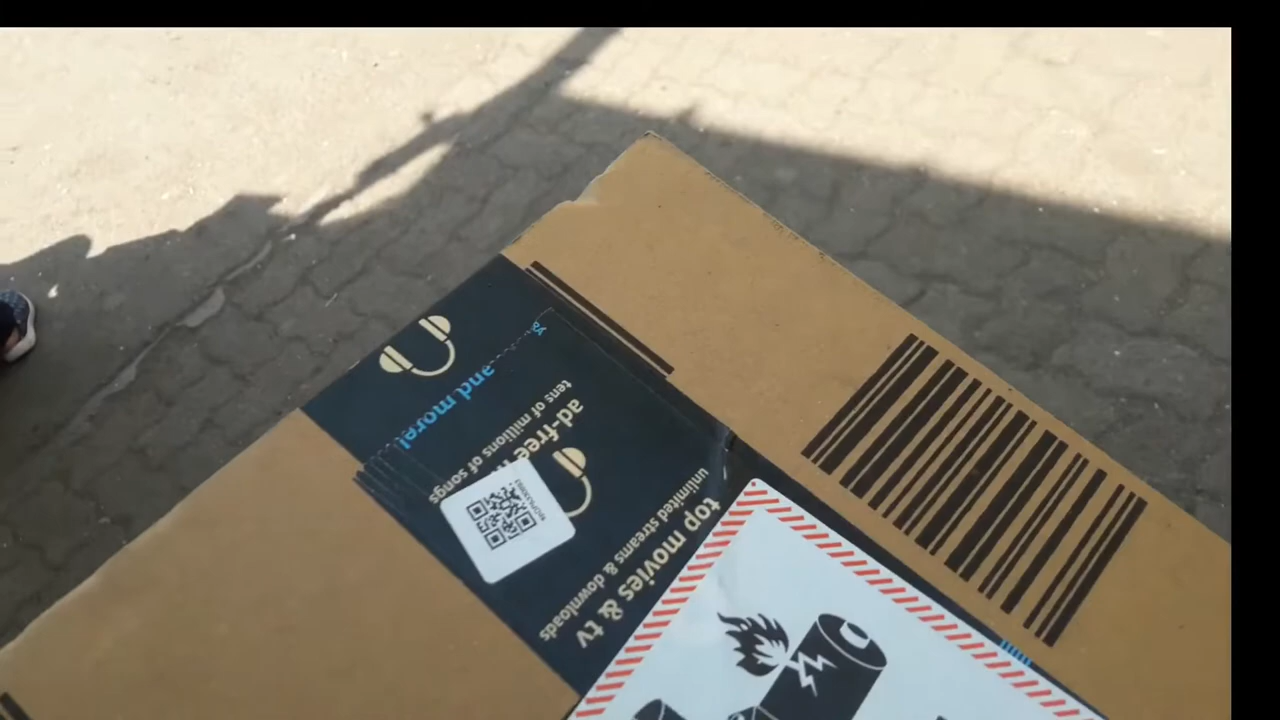 top movies & tv
unlimited streams & downloads
ad-free
tens of millions of songs
and more!